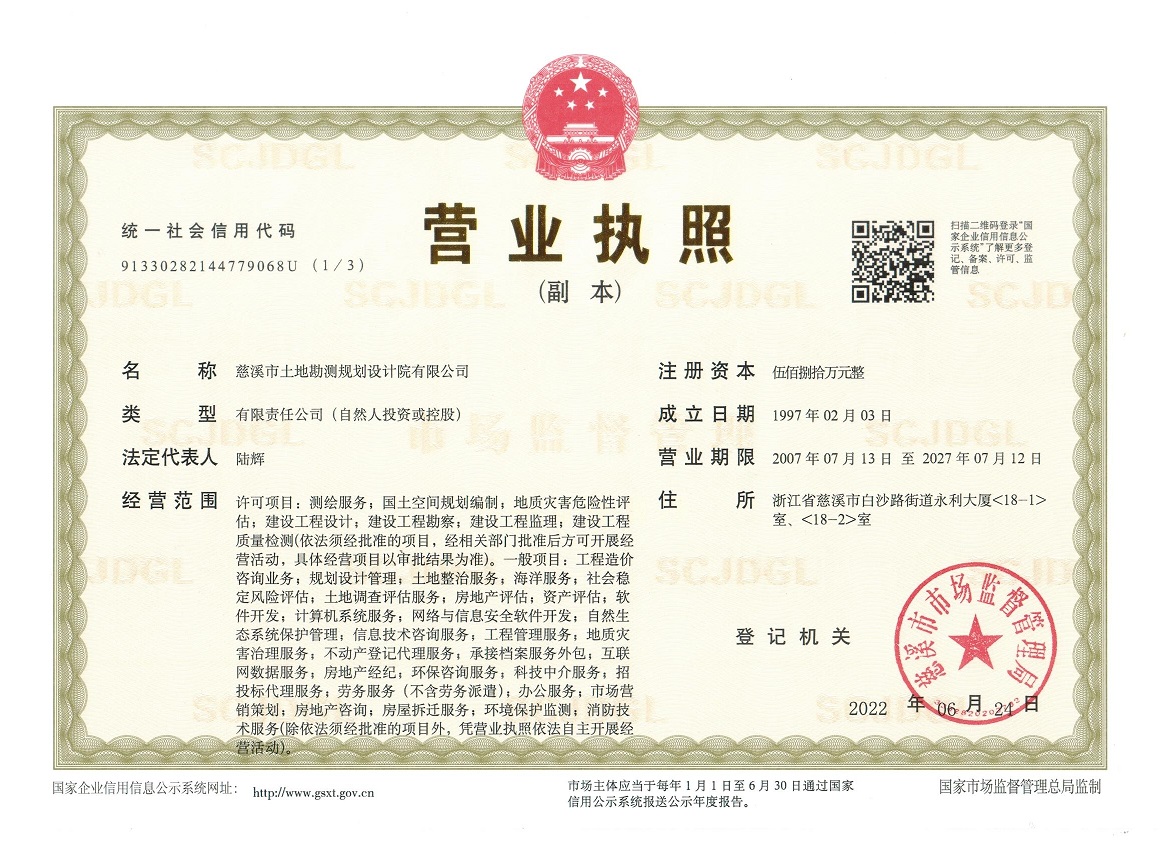 营业执照
(副 本)
统一社会信用代码
91330282144779068U (1/3)
扫描二维码登录“国
家企业信用信息公
示系统”了解更多登
记、备案、许可、监
管信息
名 称 慈溪市土地勘测规划设计院有限公司
类 型 有限责任公司（自然人投资或控股）
法定代表人 陆辉
经营范围 许可项目：测绘服务；国土空间规划编制；地质灾害危险性评
估；建设工程设计；建设工程勘察；建设工程监理；建设工程
质量检测(依法须经批准的项目，经相关部门批准后方可开展经
营活动，具体经营项目以审批结果为准)。一般项目：工程造价
咨询业务；规划设计管理；土地整治服务；海洋服务；社会稳
定风险评估；土地调查评估服务；房地产评估；资产评估；软
件开发；计算机系统服务；网络与信息安全软件开发；自然生
态系统保护管理；信息技术咨询服务；工程管理服务；地质灾
害治理服务；不动产登记代理服务；承接档案服务外包；互联
网数据服务；房地产经纪；环保咨询服务；科技中介服务；招
投标代理服务；劳务服务（不含劳务派遣）；办公服务；市场营
销策划；房地产咨询；房屋拆迁服务；环境保护监测；消防技
术服务(除依法须经批准的项目外，凭营业执照依法自主开展经
营活动)。
注册资本 伍佰捌拾万元整
成立日期 1997年02月03日
营业期限 2007年07月13日 至 2027年07月12日
住 所 浙江省慈溪市白沙路街道永利大厦<18-1>
室、<18-2>室
登记机关
慈溪市市场监督管理局
2022 年 06 月 21 日
国家企业信用信息公示系统网址： http://www.gsxt.gov.cn
市场主体应当于每年1月1日至6月30日通过国家
信用公示系统报送公示年度报告。
国家市场监督管理总局监制